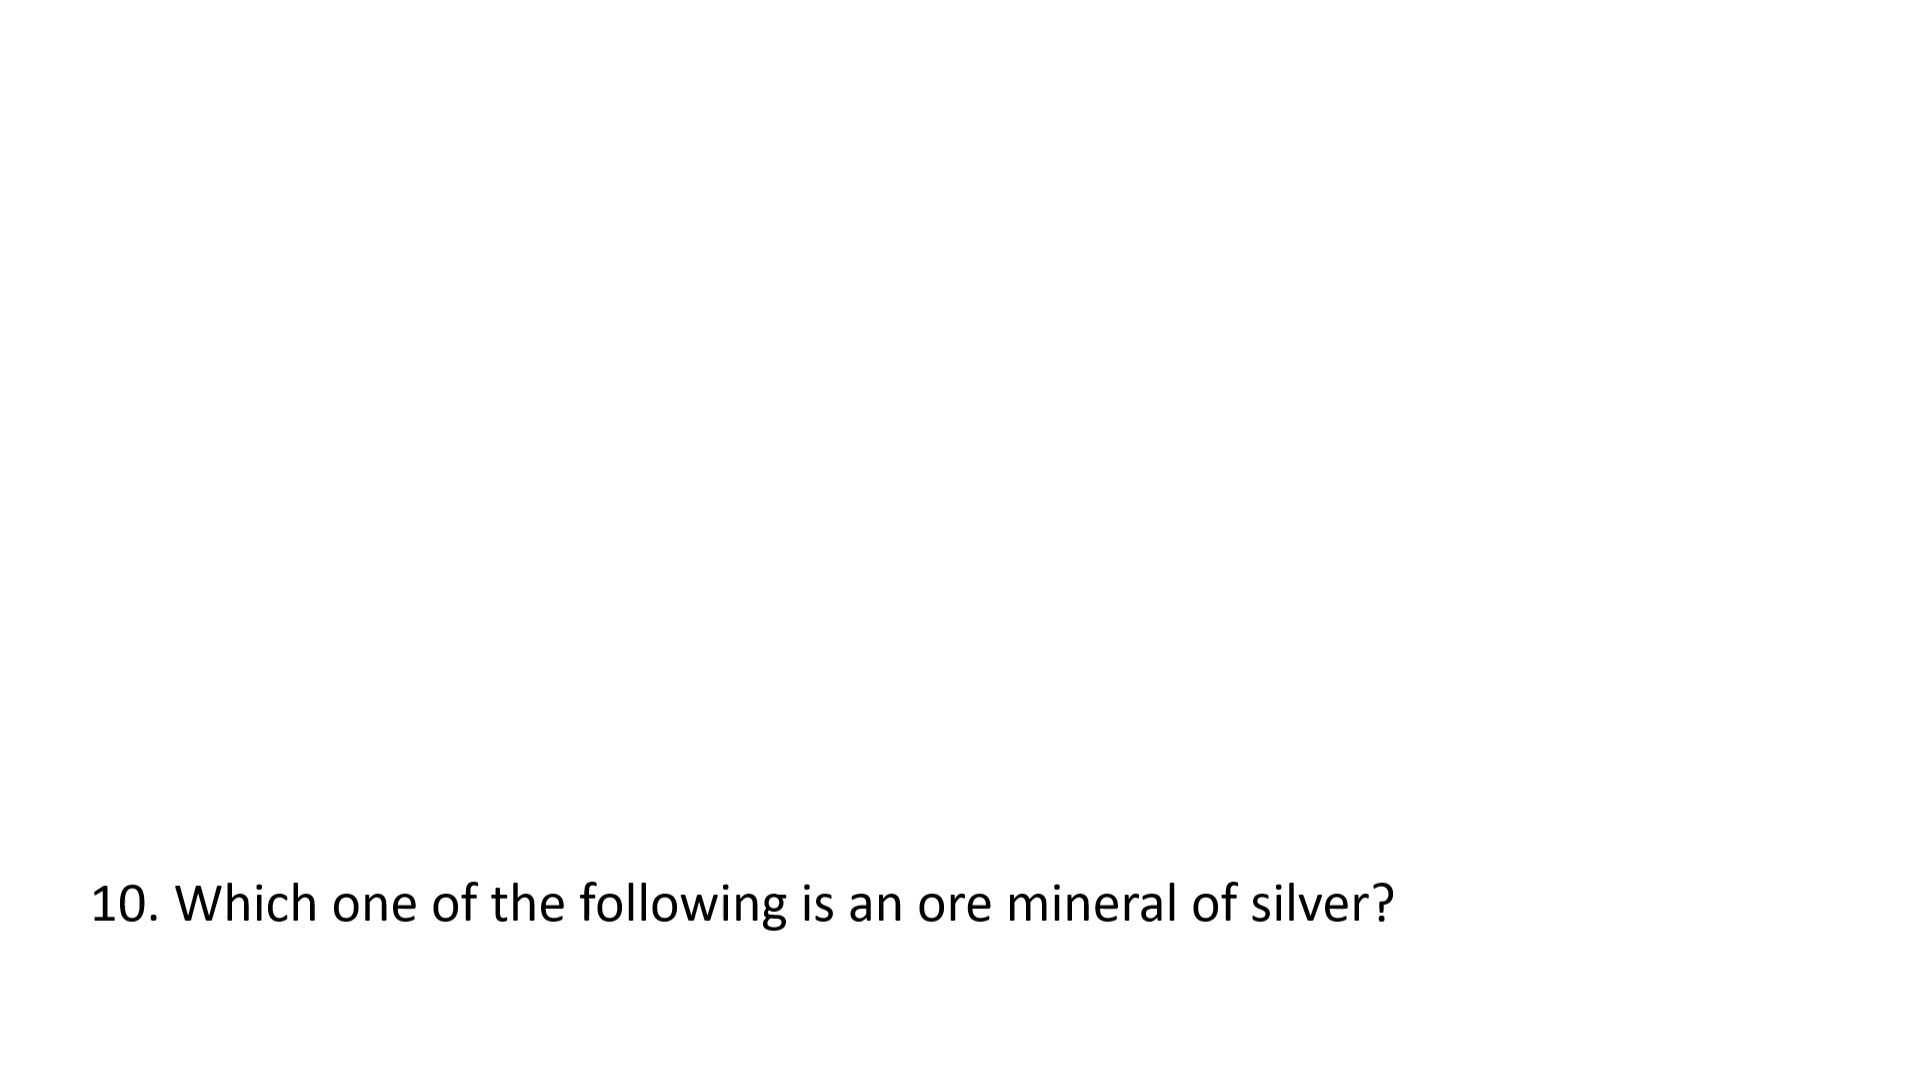 10. Which one of the following is an ore mineral of silver?